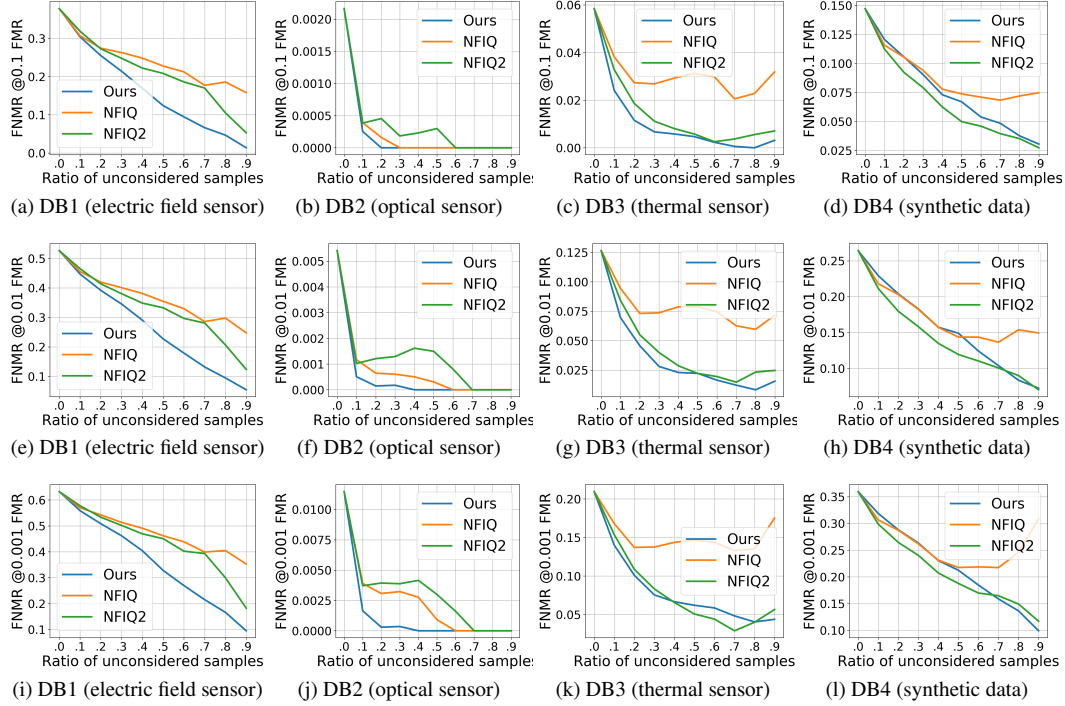 FNMR @0.1 FMR
0.3
0.2
0.1
0.0
Ours
NFIQ
NFIQ2
.0 .1 .2 .3 .4 .5 .6 .7 .8 .9
Ratio of unconsidered samples
(a) DB1 (electric field sensor)
FNMR @0.1 FMR
0.0020
0.0015
0.0010
0.0005
0.0000
Ours
NFIQ
NFIQ2
.0 .1 .2 .3 .4 .5 .6 .7 .8 .9
Ratio of unconsidered samples
(b) DB2 (optical sensor)
FNMR @0.1 FMR
0.06
0.04
0.02
0.00
Ours
NFIQ
NFIQ2
.0 .1 .2 .3 .4 .5 .6 .7 .8 .9
Ratio of unconsidered samples
(c) DB3 (thermal sensor)
FNMR @0.1 FMR
0.150
0.125
0.100
0.075
0.050
0.025
Ours
NFIQ
NFIQ2
.0 .1 .2 .3 .4 .5 .6 .7 .8 .9
Ratio of unconsidered samples
(d) DB4 (synthetic data)
FNMR @0.01 FMR
0.5
0.4
0.3
0.2
0.1
Ours
NFIQ
NFIQ2
.0 .1 .2 .3 .4 .5 .6 .7 .8 .9
Ratio of unconsidered samples
(e) DB1 (electric field sensor)
FNMR @0.01 FMR
0.005
0.004
0.003
0.002
0.001
0.000
Ours
NFIQ
NFIQ2
.0 .1 .2 .3 .4 .5 .6 .7 .8 .9
Ratio of unconsidered samples
(f) DB2 (optical sensor)
FNMR @0.01 FMR
0.125
0.100
0.075
0.050
0.025
Ours
NFIQ
NFIQ2
.0 .1 .2 .3 .4 .5 .6 .7 .8 .9
Ratio of unconsidered samples
(g) DB3 (thermal sensor)
FNMR @0.01 FMR
0.25
0.20
0.15
0.10
Ours
NFIQ
NFIQ2
.0 .1 .2 .3 .4 .5 .6 .7 .8 .9
Ratio of unconsidered samples
(h) DB4 (synthetic data)
FNMR @0.001 FMR
0.6
0.5
0.4
0.3
0.2
0.1
Ours
NFIQ
NFIQ2
.0 .1 .2 .3 .4 .5 .6 .7 .8 .9
Ratio of unconsidered samples
(i) DB1 (electric field sensor)
FNMR @0.001 FMR
0.0100
0.0075
0.0050
0.0025
0.0000
Ours
NFIQ
NFIQ2
.0 .1 .2 .3 .4 .5 .6 .7 .8 .9
Ratio of unconsidered samples
(j) DB2 (optical sensor)
FNMR @0.001 FMR
0.20
0.15
0.10
0.05
Ours
NFIQ
NFIQ2
.0 .1 .2 .3 .4 .5 .6 .7 .8 .9
Ratio of unconsidered samples
(k) DB3 (thermal sensor)
FNMR @0.001 FMR
0.35
0.30
0.25
0.20
0.15
0.10
Ours
NFIQ
NFIQ2
.0 .1 .2 .3 .4 .5 .6 .7 .8 .9
Ratio of unconsidered samples
(l) DB4 (synthetic data)